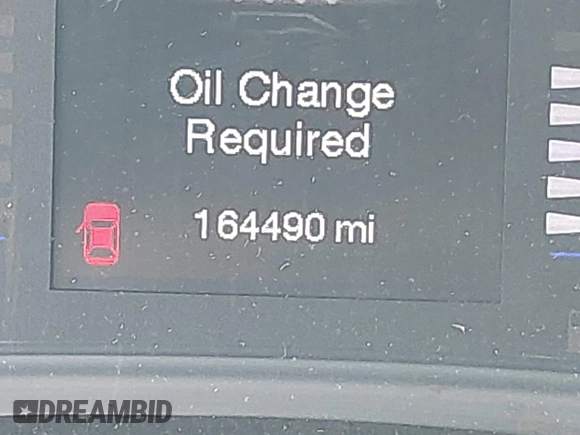 Oil Change
Required
164490 mi
DREAMBID